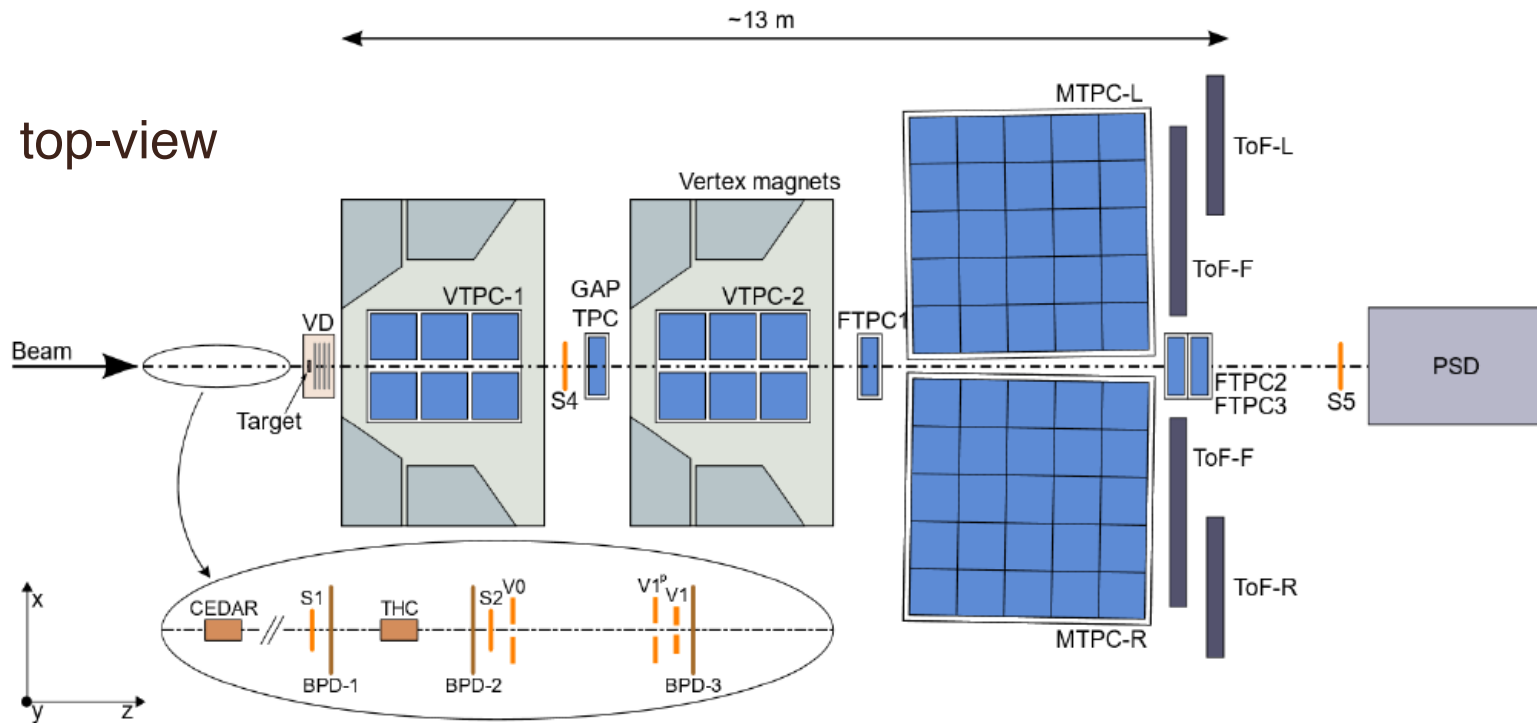 ~13 m
top-view
MTPC-L
ToF-L
Vertex magnets
ToF-F
VTPC-1
GAP
TPC
VTPC-2
FTPC1
VD
Beam
PSD
Target
S4
FTPC2
FTPC3
S5
ToF-F
ToF-R
MTPC-R
x
y
z
CEDAR
S1
THC
S2
V0
V1ᵖ
V1
BPD-1
BPD-2
BPD-3